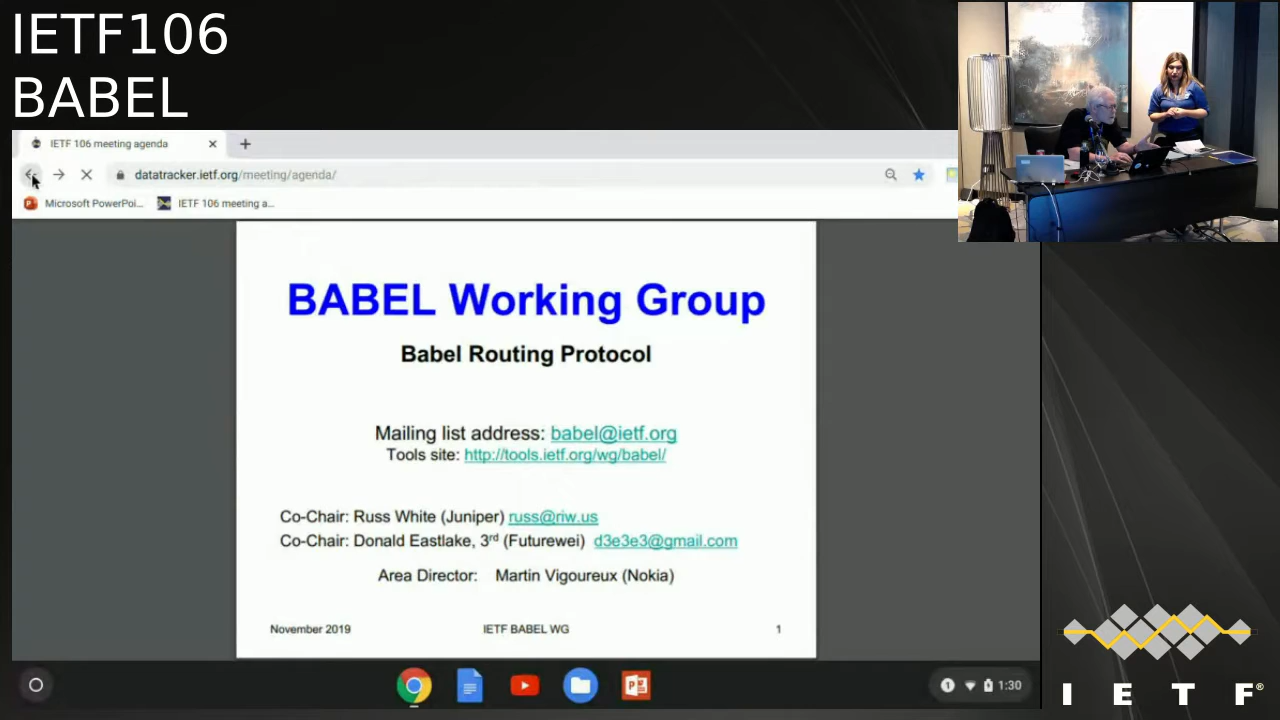 IETF106
BABEL
IETF 106 meeting agenda
datatracker.ietf.org/meeting/agenda/
Microsoft PowerPoi...
IETF 106 meeting a...
BABEL Working Group
Babel Routing Protocol
Mailing list address: babel@ietf.org
Tools site: http://tools.ietf.org/wg/babel/
Co-Chair: Russ White (Juniper) russ@riw.us
Co-Chair: Donald Eastlake, 3rd (Futurewei) d3e3e3@gmail.com
Area Director: Martin Vigoureux (Nokia)
November 2019
IETF BABEL WG
1
1 1:30
I E T F®